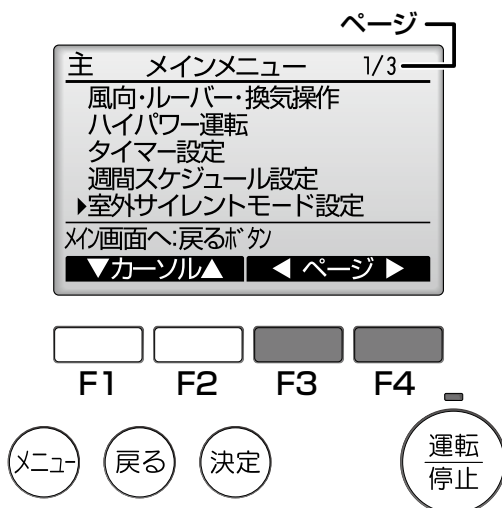 ページ
主 メインメニュー 1/3
風向・ルーバー・換気操作
ハイパワー運転
タイマー設定
週間スケジュール設定
▶室外サイレントモード設定
メイン画面へ:戻るボタン
▼カーソル▲ ◀ ページ ▶
F1 F2 F3 F4
メニュー 戻る 決定 運転
停止